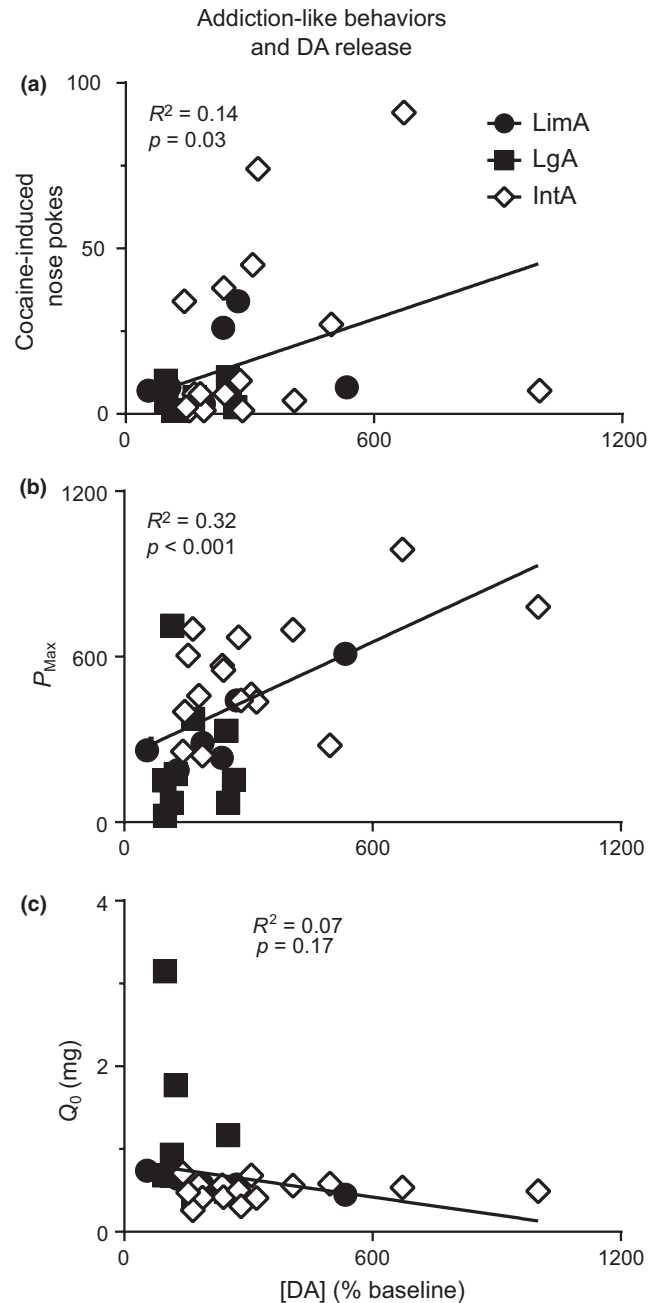 Addiction-like behaviors
and DA release
(a)
100
50
0
Cocaine-induced
nose pokes
R² = 0.14
p = 0.03
LimA
LgA
IntA
0 600 1200
(b)
1200
600
0
P_Max
R² = 0.32
p < 0.001
0 600 1200
(c)
4
2
0
Q₀ (mg)
R² = 0.07
p = 0.17
0 600 1200
[DA] (% baseline)